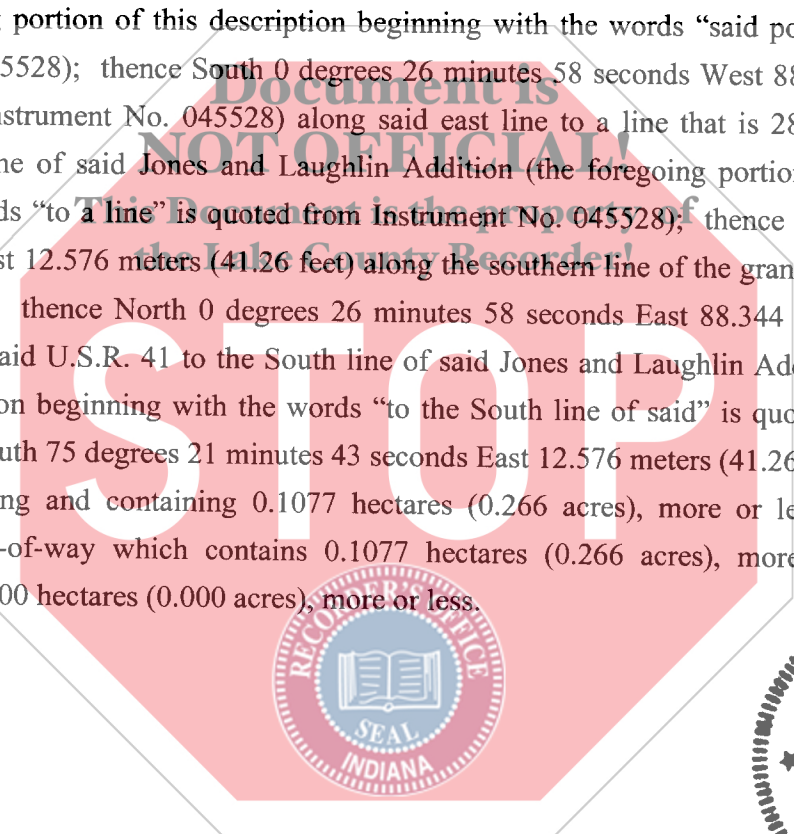 portion of this description beginning with the words “said po
5528); thence South 0 degrees 26 minutes 58 seconds West 88
nstrument No. 045528) along said east line to a line that is 28
ne of said Jones and Laughlin Addition (the foregoing portion
ds “to a line” is quoted from Instrument No. 045528); thence
st 12.576 meters (41.26 feet) along the southern line of the gran
thence North 0 degrees 26 minutes 58 seconds East 88.344
aid U.S.R. 41 to the South line of said Jones and Laughlin Ad
on beginning with the words “to the South line of said” is quo
uth 75 degrees 21 minutes 43 seconds East 12.576 meters (41.26
ng and containing 0.1077 hectares (0.266 acres), more or le
-of-way which contains 0.1077 hectares (0.266 acres), more
00 hectares (0.000 acres), more or less.
Document is
NOT OFFICIAL!
This Document is the property of
the Lake County Recorder!
STOP
RECORDER'S OFFICE
SEAL
INDIANA